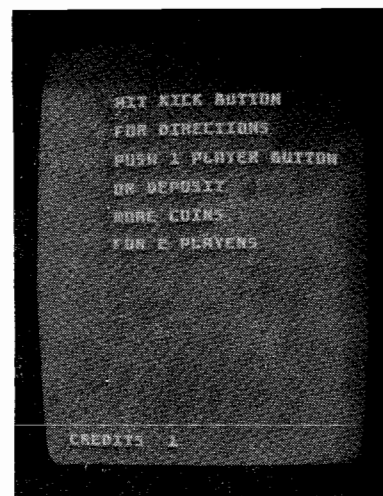 HIT KICK BUTTON
FOR DIRECTIONS
PUSH 1 PLAYER BUTTON
OR DEPOSIT
MORE COINS
FOR 2 PLAYERS
CREDITS 1